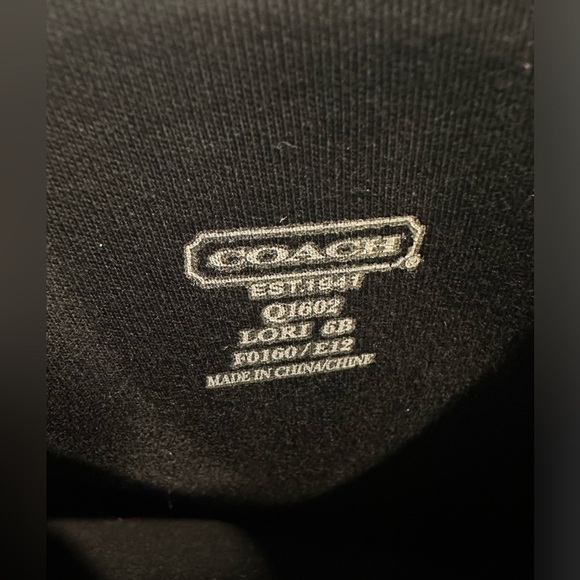 COACH
EST. 1941
Q1602
LORI 6B
F0160 / E12
MADE IN CHINA/CHINE